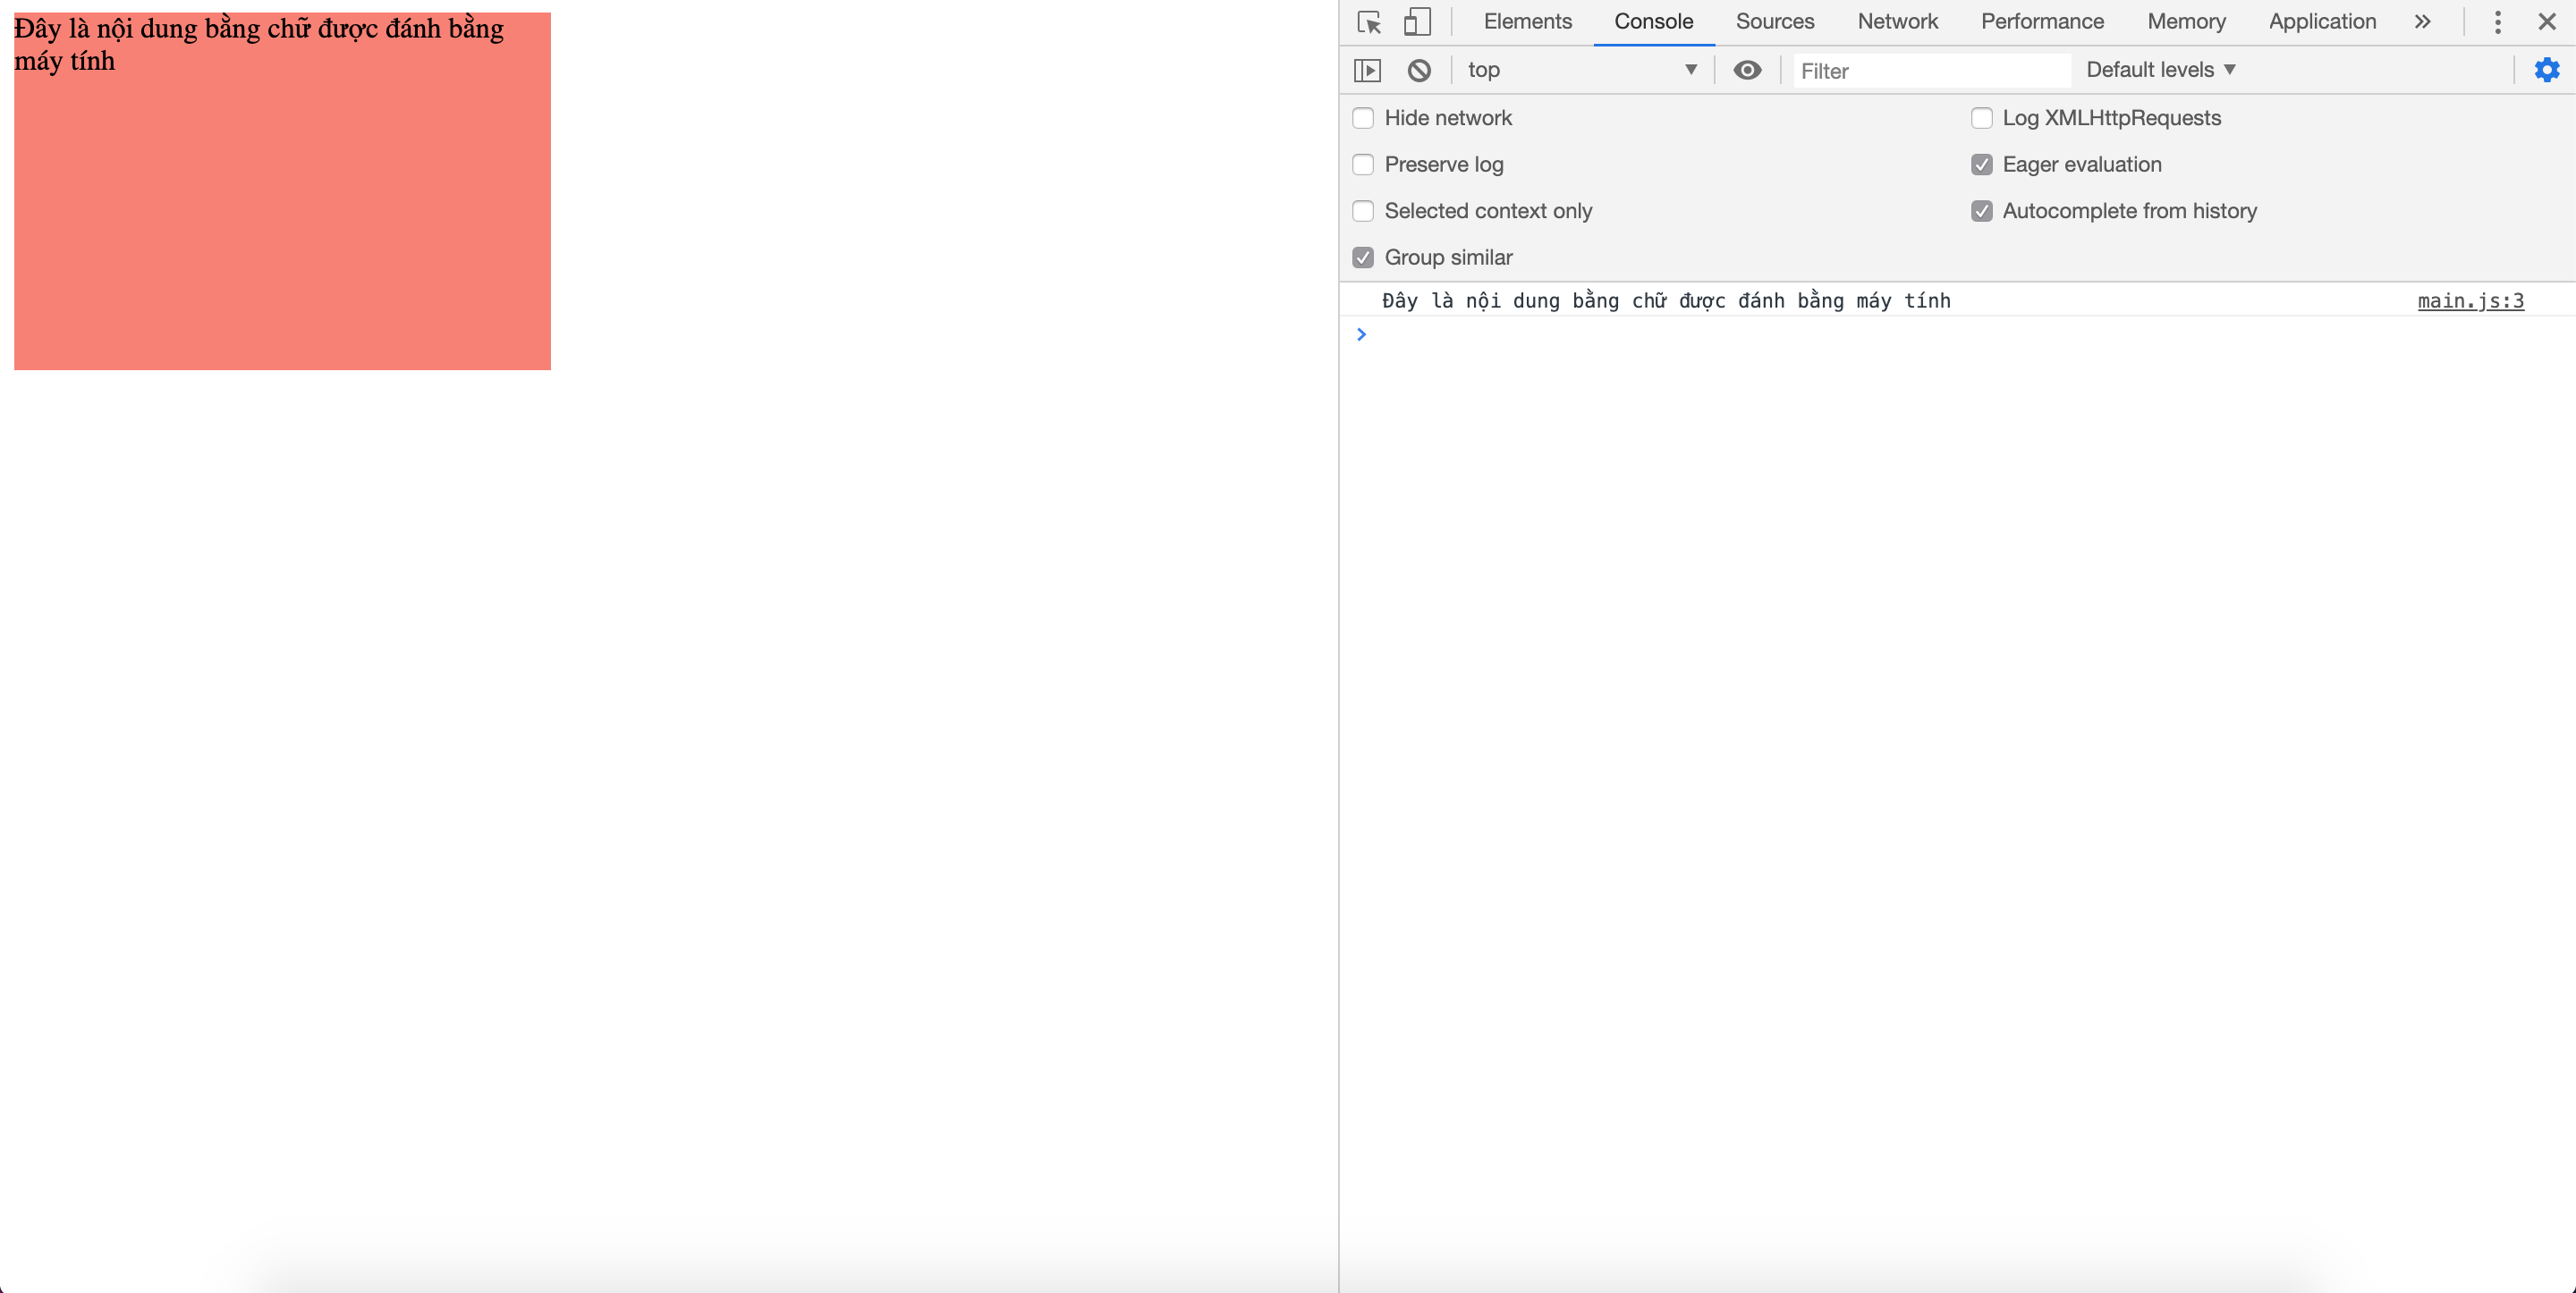 Đây là nội dung bằng chữ được đánh bằng
máy tính
Elements Console Sources Network Performance Memory Application
top Filter Default levels
Hide network Log XMLHttpRequests
Preserve log Eager evaluation
Selected context only Autocomplete from history
Group similar
Đây là nội dung bằng chữ được đánh bằng máy tính main.js:3